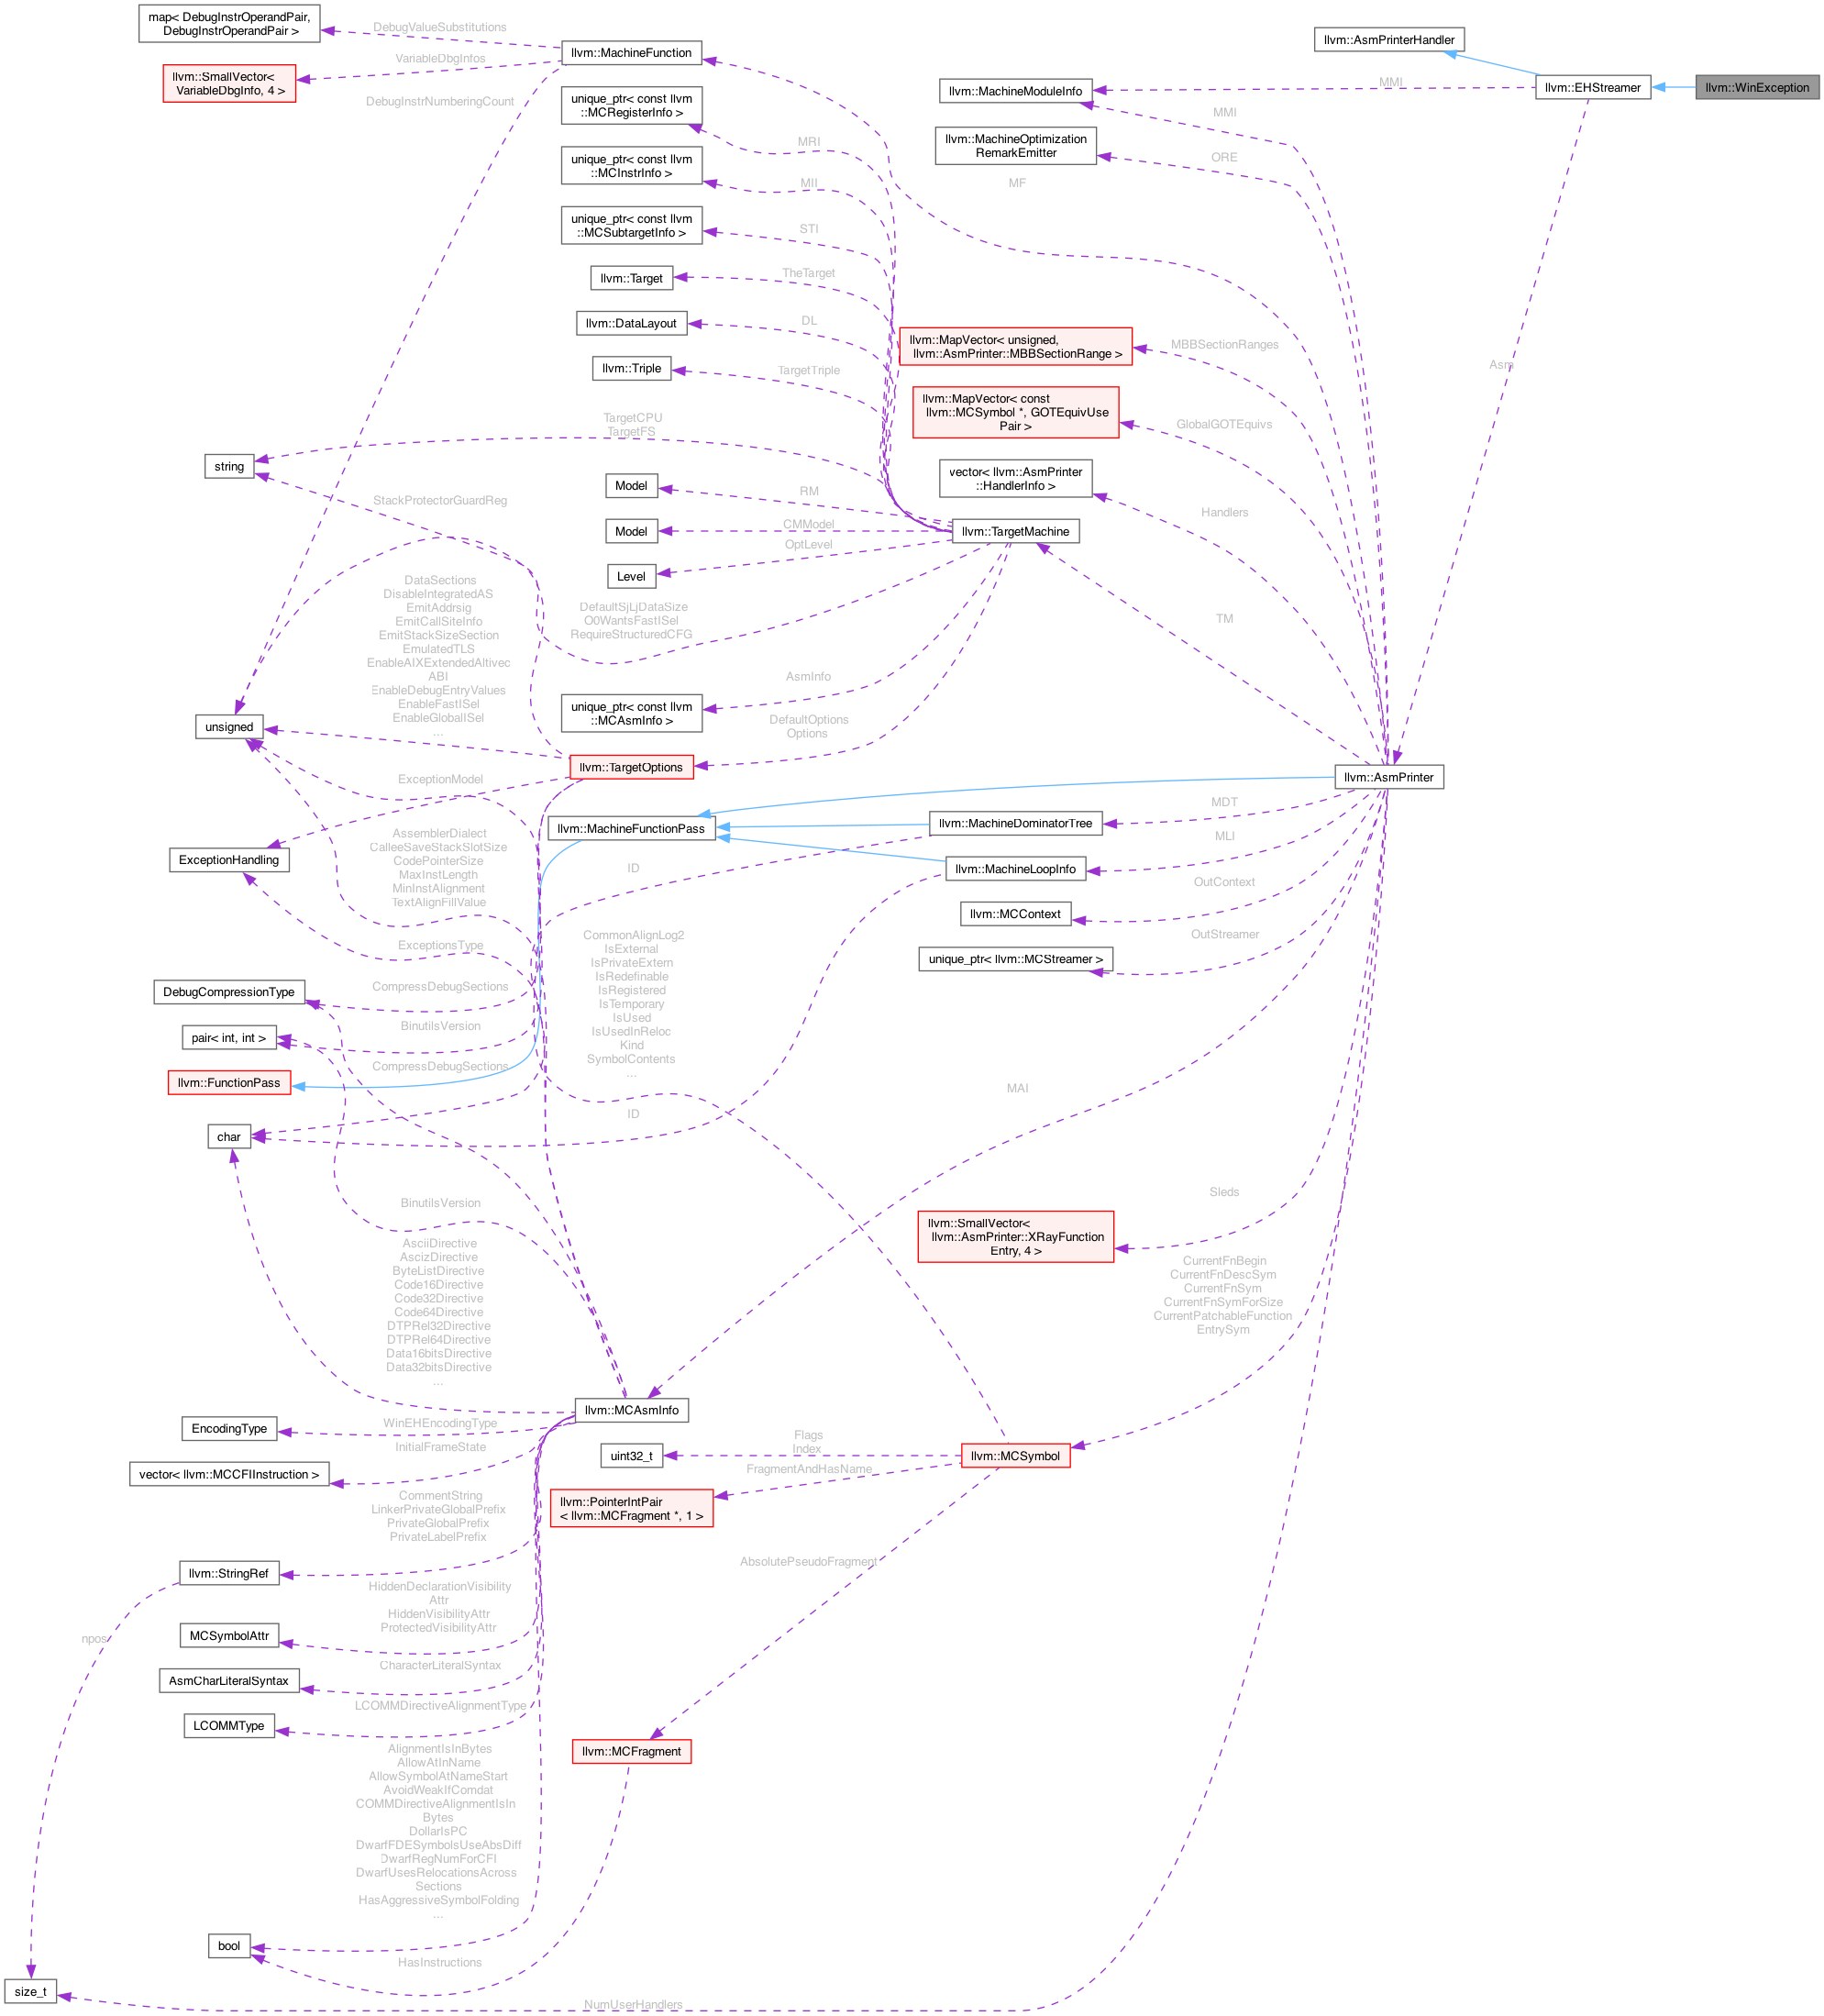 map< DebugInstrOperandPair,
DebugInstrOperandPair >
DebugValueSubstitutions
llvm::MachineFunction
llvm::SmallVector<
VariableDbgInfo, 4 >
VariableDbgInfos
DebugInstrNumberingCount
llvm::AsmPrinterHandler
llvm::MachineModuleInfo
MMI
llvm::EHStreamer
llvm::WinException
MMI
unique_ptr< const llvm
::MCRegisterInfo >
MRI
llvm::MachineOptimization
RemarkEmitter
ORE
unique_ptr< const llvm
::MCInstrInfo >
MII
MF
unique_ptr< const llvm
::MCSubtargetInfo >
STI
llvm::Target
TheTarget
llvm::DataLayout
DL
llvm::MapVector< unsigned,
llvm::AsmPrinter::MBBSectionRange >
MBBSectionRanges
Asm
llvm::Triple
TargetTriple
llvm::MapVector< const
llvm::MCSymbol *, GOTEquivUse
Pair >
GlobalGOTEquivs
TargetCPU
TargetFS
string
vector< llvm::AsmPrinter
::HandlerInfo >
Handlers
StackProtectorGuardReg
Model
RM
Model
CMModel
llvm::TargetMachine
OptLevel
Level
TM
DataSections
DisableIntegratedAS
EmitAddrsig
EmitCallSiteInfo
EmitStackSizeSection
EmulatedTLS
EnableAIXExtendedAltivec
ABI
EnableDebugEntryValues
EnableFastISel
EnableGlobalISel
...
DefaultSjLjDataSize
O0WantsFastISel
RequireStructuredCFG
AsmInfo
unique_ptr< const llvm
::MCAsmInfo >
DefaultOptions
Options
unsigned
llvm::TargetOptions
llvm::AsmPrinter
ExceptionModel
MDT
llvm::MachineDominatorTree
llvm::MachineFunctionPass
MLI
ExceptionHandling
AssemblerDialect
CalleeSaveStackSlotSize
CodePointerSize
MaxInstLength
MinInstAlignment
TextAlignFillValue
ID
llvm::MachineLoopInfo
OutContext
llvm::MCContext
OutStreamer
unique_ptr< llvm::MCStreamer >
ExceptionsType
CommonAlignLog2
IsExternal
IsPrivateExtern
IsRedefinable
IsRegistered
IsTemporary
IsUsed
IsUsedInReloc
Kind
SymbolContents
...
DebugCompressionType
CompressDebugSections
pair< int, int >
BinutilsVersion
CompressDebugSections
llvm::FunctionPass
MAI
char
ID
BinutilsVersion
Sleds
llvm::SmallVector<
llvm::AsmPrinter::XRayFunction
Entry, 4 >
AsciiDirective
AscizDirective
ByteListDirective
Code16Directive
Code32Directive
Code64Directive
DTPRel32Directive
DTPRel64Directive
Data16bitsDirective
Data32bitsDirective
...
CurrentFnBegin
CurrentFnDescSym
CurrentFnSym
CurrentFnSymForSize
CurrentPatchableFunction
EntrySym
llvm::MCAsmInfo
EncodingType
WinEHEncodingType
InitialFrameState
vector< llvm::MCCFIInstruction >
uint32_t
Flags
Index
llvm::MCSymbol
FragmentAndHasName
llvm::PointerIntPair
< llvm::MCFragment *, 1 >
CommentString
LinkerPrivateGlobalPrefix
PrivateGlobalPrefix
PrivateLabelPrefix
llvm::StringRef
AbsolutePseudoFragment
HiddenDeclarationVisibility
Attr
HiddenVisibilityAttr
ProtectedVisibilityAttr
npos
MCSymbolAttr
CharacterLiteralSyntax
AsmCharLiteralSyntax
LCOMMDirectiveAlignmentType
LCOMMType
llvm::MCFragment
AlignmentIsInBytes
AllowAtInName
AllowSymbolAtNameStart
AvoidWeakIfComdat
COMMDirectiveAlignmentIsIn
Bytes
DollarIsPC
DwarfFDESymbolsUseAbsDiff
DwarfRegNumForCFI
DwarfUsesRelocationsAcross
Sections
HasAggressiveSymbolFolding
...
bool
HasInstructions
size_t
NumUserHandlers